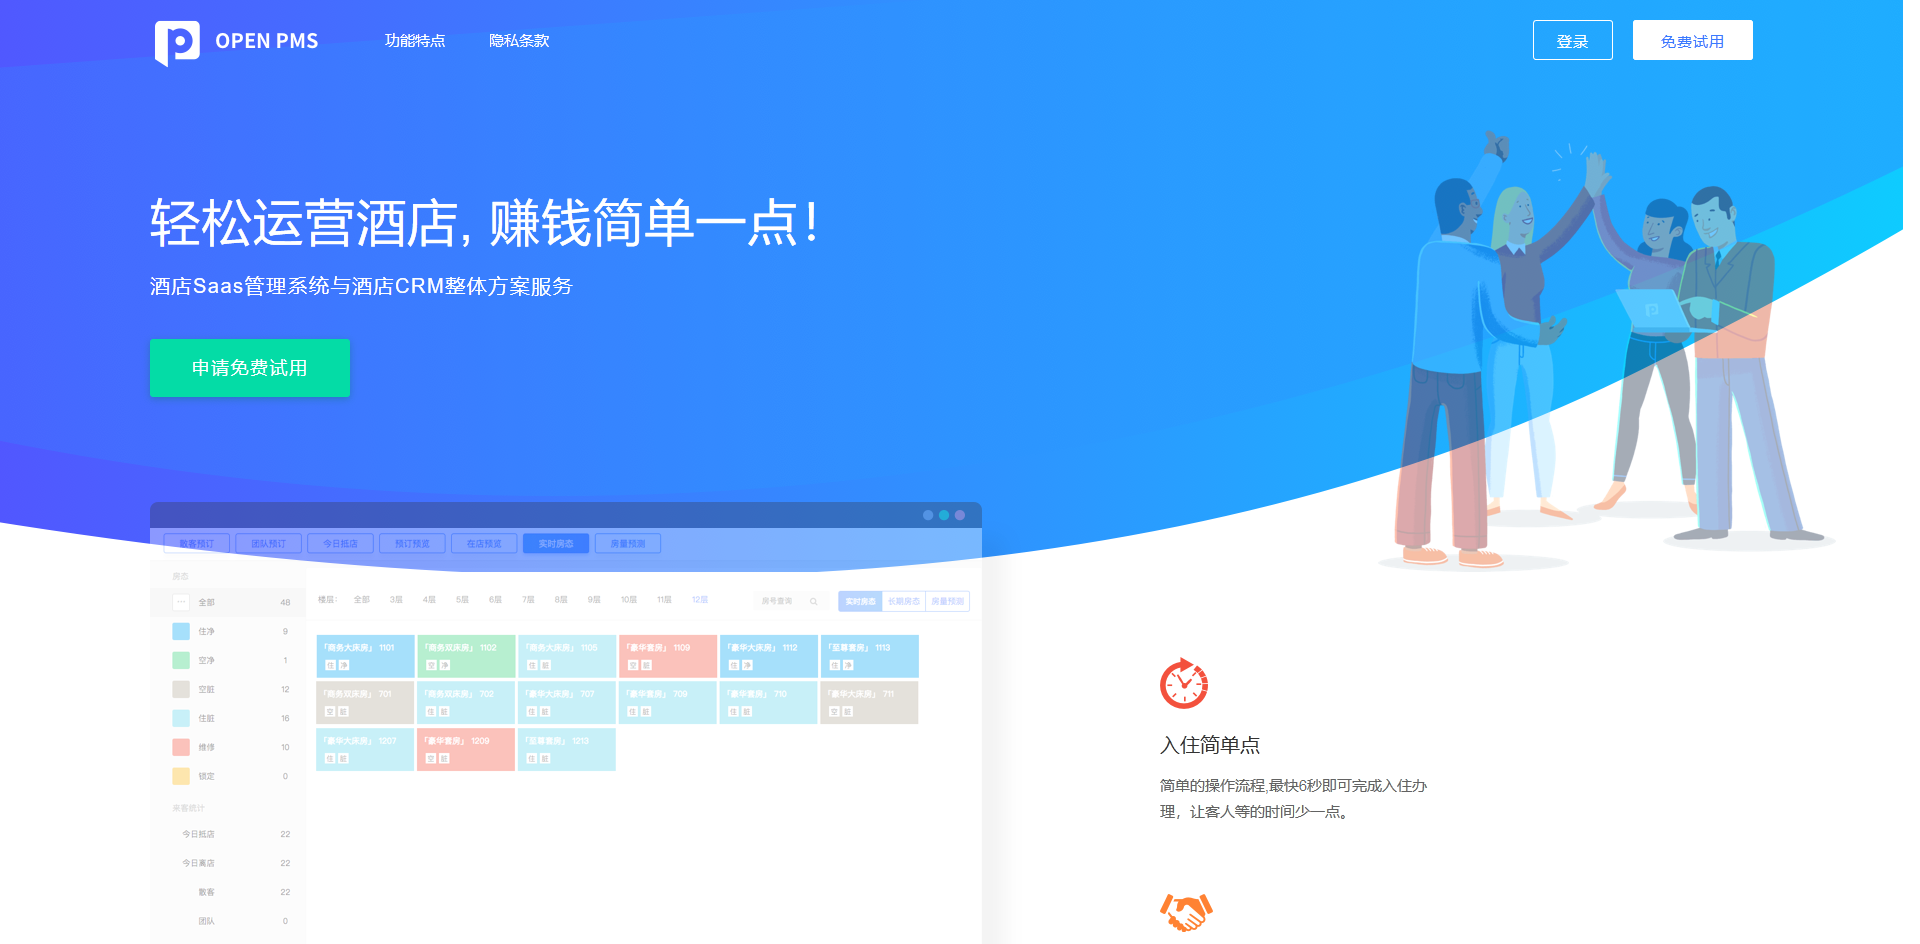 OPEN PMS
功能特点
隐私条款
登录
免费试用
轻松运营酒店, 赚钱简单一点!
酒店Saas管理系统与酒店CRM整体方案服务
申请免费试用
散客预订
团队预订
今日抵店
预订预览
在店预览
实时房态
房量预测
房态
全部 48
住净 9
空净 1
空脏 12
住脏 16
维修 10
锁定 0
来客统计
今日抵店 22
今日离店 22
散客 22
团队 0
楼层: 全部 3层 4层 5层 6层 7层 8层 9层 10层 11层 12层
房号查询
实时房态 长期房态 房量预测
「商务大床房」 1101
住 净
「商务双床房」 1102
空 净
「商务大床房」 1105
住 脏
「豪华套房」 1109
空 脏
「豪华大床房」 1112
住 净
「至尊套房」 1113
住 净
「商务双床房」 701
空 脏
「商务双床房」 702
住 脏
「豪华大床房」 707
住 脏
「豪华套房」 709
住 脏
「豪华套房」 710
住 脏
「豪华大床房」 711
空 脏
「豪华大床房」 1207
住 脏
「豪华套房」 1209
空 脏
「至尊套房」 1213
住 脏
入住简单点
简单的操作流程,最快6秒即可完成入住办
理，让客人等的时间少一点。